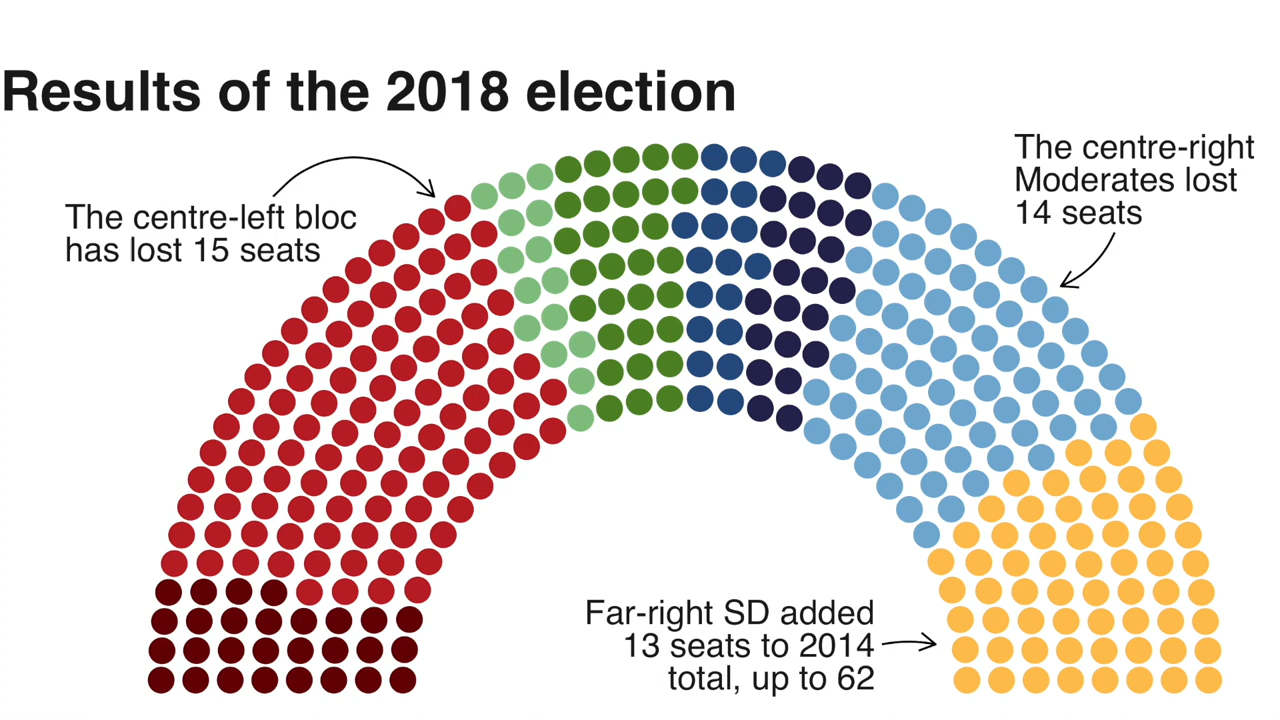 Results of the 2018 election
The centre-left bloc
has lost 15 seats
The centre-right
Moderates lost
14 seats
Far-right SD added
13 seats to 2014
total, up to 62